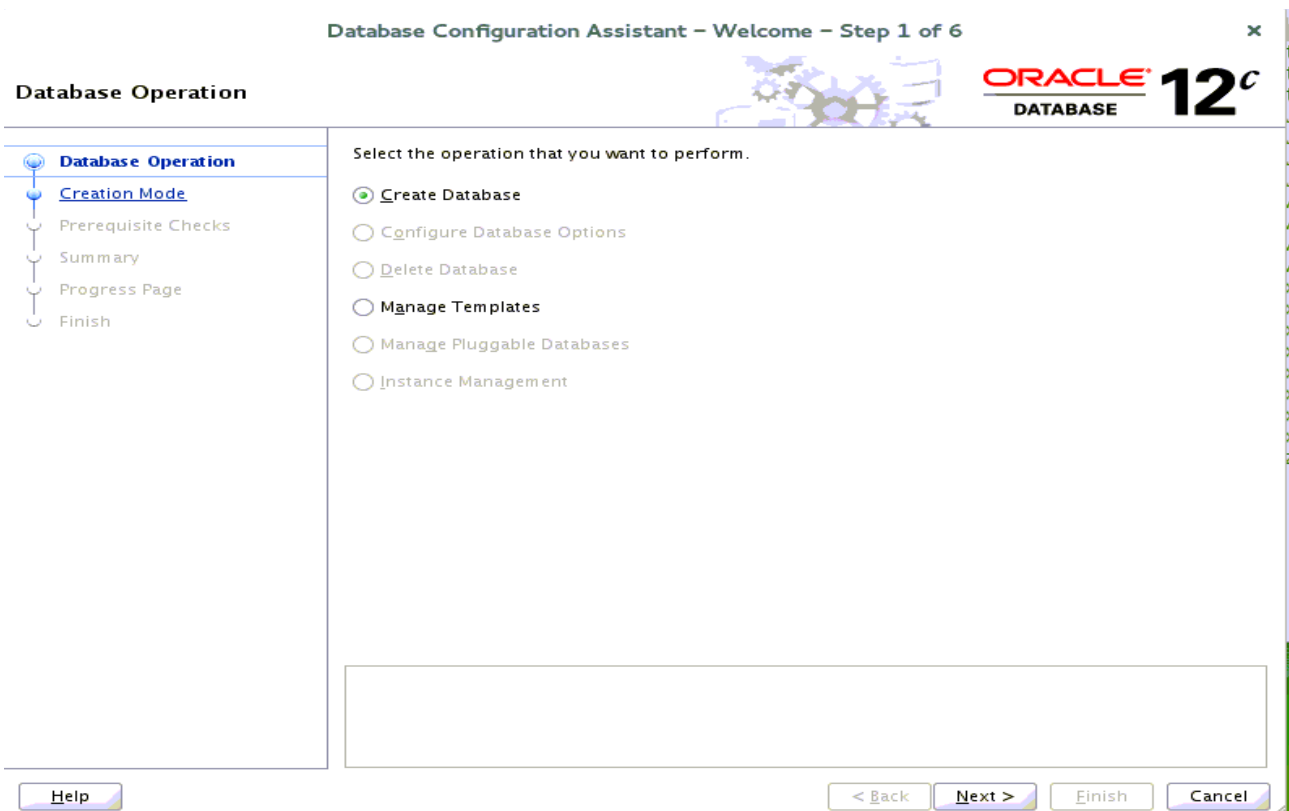 Database Configuration Assistant – Welcome – Step 1 of 6
Database Operation
ORACLE
DATABASE
12c
Database Operation
Creation Mode
Prerequisite Checks
Summary
Progress Page
Finish
Select the operation that you want to perform.
Create Database
Configure Database Options
Delete Database
Manage Templates
Manage Pluggable Databases
Instance Management
Help
< Back
Next >
Finish
Cancel